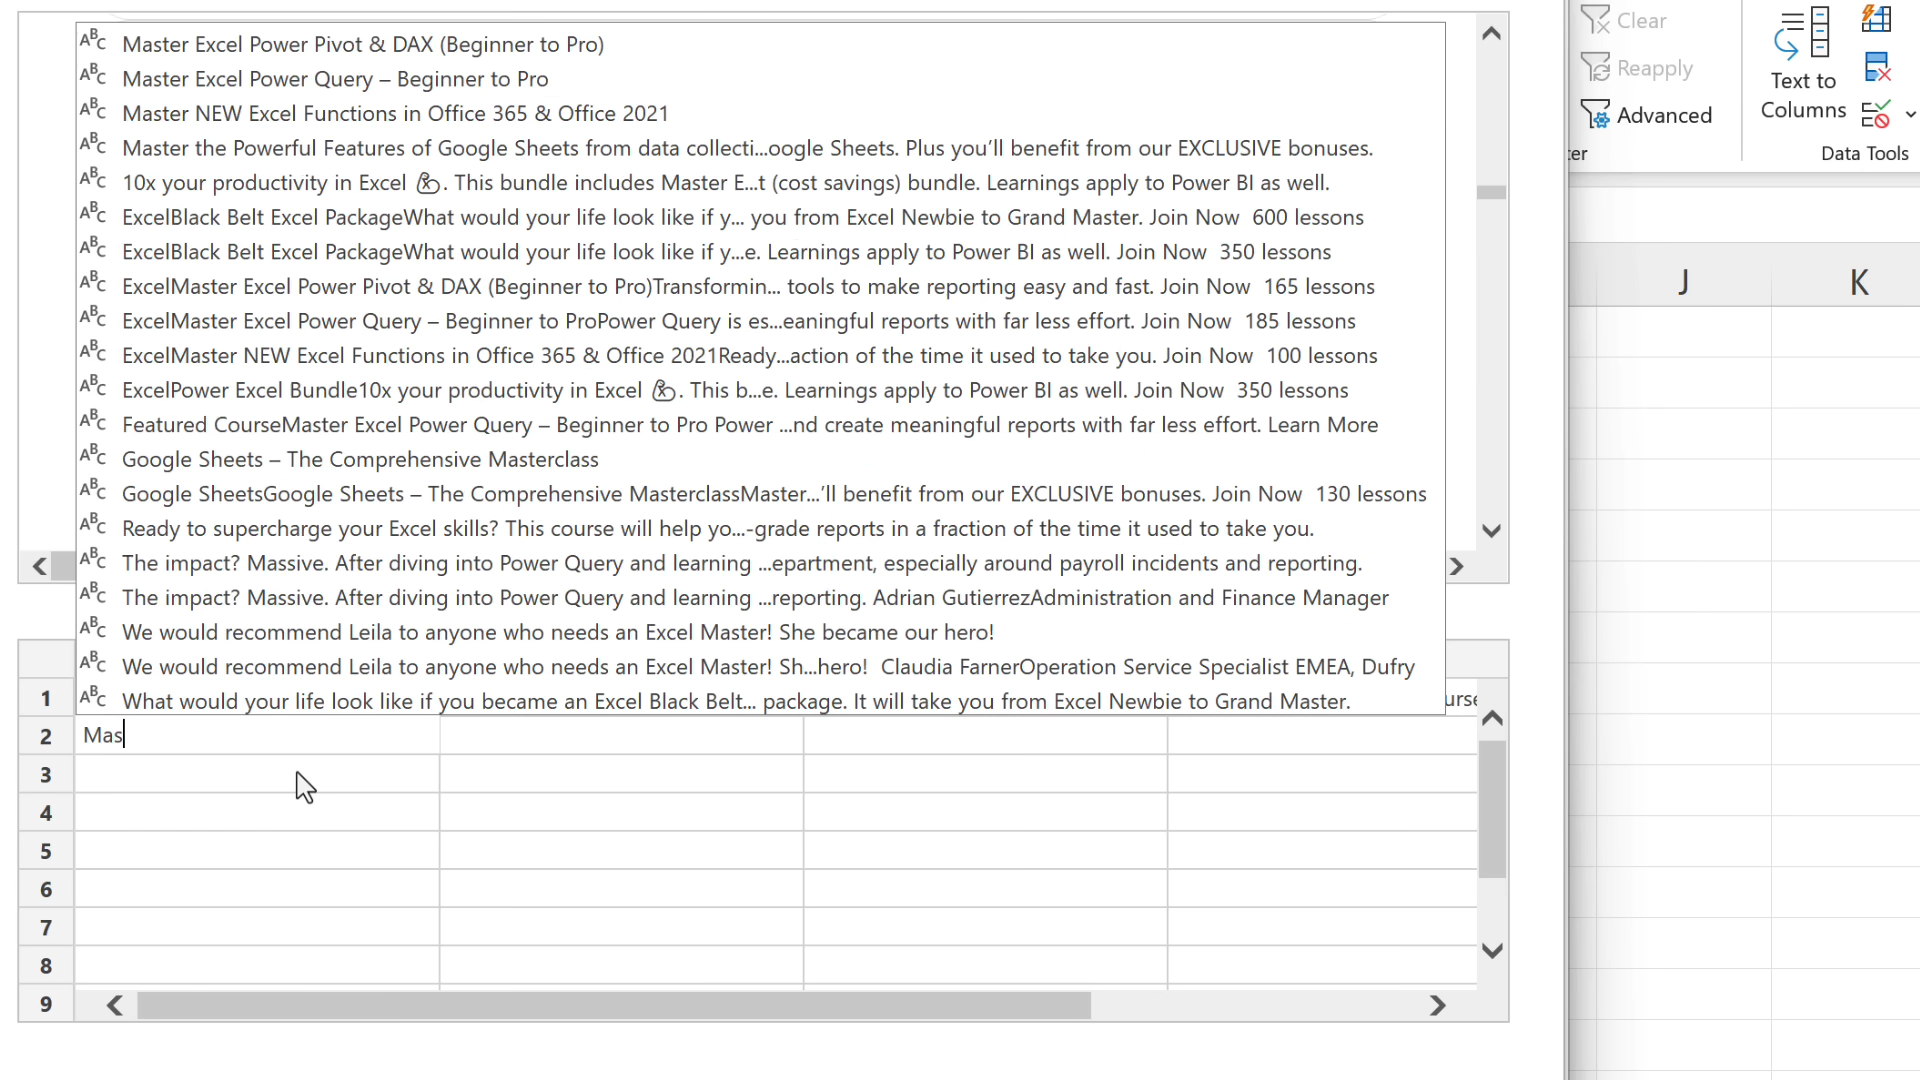 Master Excel Power Pivot & DAX (Beginner to Pro)
Master Excel Power Query – Beginner to Pro
Master NEW Excel Functions in Office 365 & Office 2021
Master the Powerful Features of Google Sheets from data collecti...oogle Sheets. Plus you’ll benefit from our EXCLUSIVE bonuses.
10x your productivity in Excel . This bundle includes Master E...t (cost savings) bundle. Learnings apply to Power BI as well.
ExcelBlack Belt Excel PackageWhat would your life look like if y... you from Excel Newbie to Grand Master. Join Now 600 lessons
ExcelBlack Belt Excel PackageWhat would your life look like if y...e. Learnings apply to Power BI as well. Join Now 350 lessons
ExcelMaster Excel Power Pivot & DAX (Beginner to Pro)Transformin... tools to make reporting easy and fast. Join Now 165 lessons
ExcelMaster Excel Power Query – Beginner to ProPower Query is es...eaningful reports with far less effort. Join Now 185 lessons
ExcelMaster NEW Excel Functions in Office 365 & Office 2021Ready...action of the time it used to take you. Join Now 100 lessons
ExcelPower Excel Bundle10x your productivity in Excel . This b...e. Learnings apply to Power BI as well. Join Now 350 lessons
Featured CourseMaster Excel Power Query – Beginner to Pro Power ...nd create meaningful reports with far less effort. Learn More
Google Sheets – The Comprehensive Masterclass
Google SheetsGoogle Sheets – The Comprehensive MasterclassMaster...’ll benefit from our EXCLUSIVE bonuses. Join Now 130 lessons
Ready to supercharge your Excel skills? This course will help yo...-grade reports in a fraction of the time it used to take you.
The impact? Massive. After diving into Power Query and learning ...epartment, especially around payroll incidents and reporting.
The impact? Massive. After diving into Power Query and learning ...reporting. Adrian GutierrezAdministration and Finance Manager
We would recommend Leila to anyone who needs an Excel Master! She became our hero!
We would recommend Leila to anyone who needs an Excel Master! Sh...hero! Claudia FarnerOperation Service Specialist EMEA, Dufry
What would your life look like if you became an Excel Black Belt... package. It will take you from Excel Newbie to Grand Master.
1
urse
2 Mas
3
4
5
6
7
8
9
Clear
Reapply
Advanced
Text to
Columns
ter
Data Tools
J K